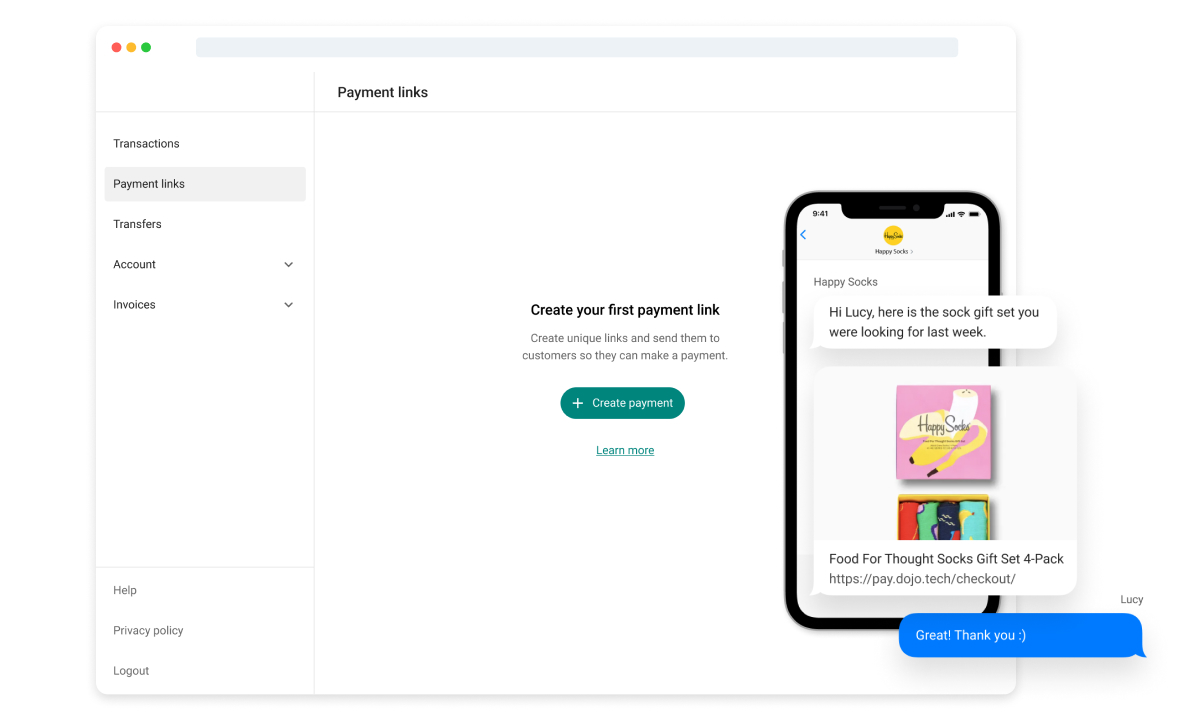 Payment links
Transactions
Payment links
Transfers
Account
Invoices
Help
Privacy policy
Logout
Create your first payment link
Create unique links and send them to
customers so they can make a payment.
+ Create payment
Learn more
9:41
Happy Socks
Happy Socks >
Happy Socks
Hi Lucy, here is the sock gift set you
were looking for last week.
Happy Socks
Food For Thought Socks Gift Set 4-Pack
https://pay.dojo.tech/checkout/
Lucy
Great! Thank you :)